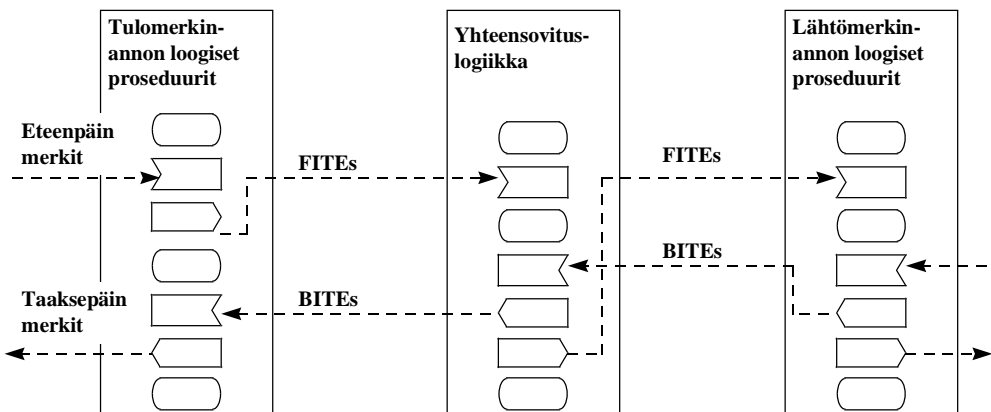 Tulomerkin-
annon loogiset
proseduurit
Yhteensovitus-
logiikka
Lähtömerkin-
annon loogiset
proseduurit
Eteenpäin
merkit
FITEs
FITEs
BITEs
Taaksepäin
merkit
BITEs